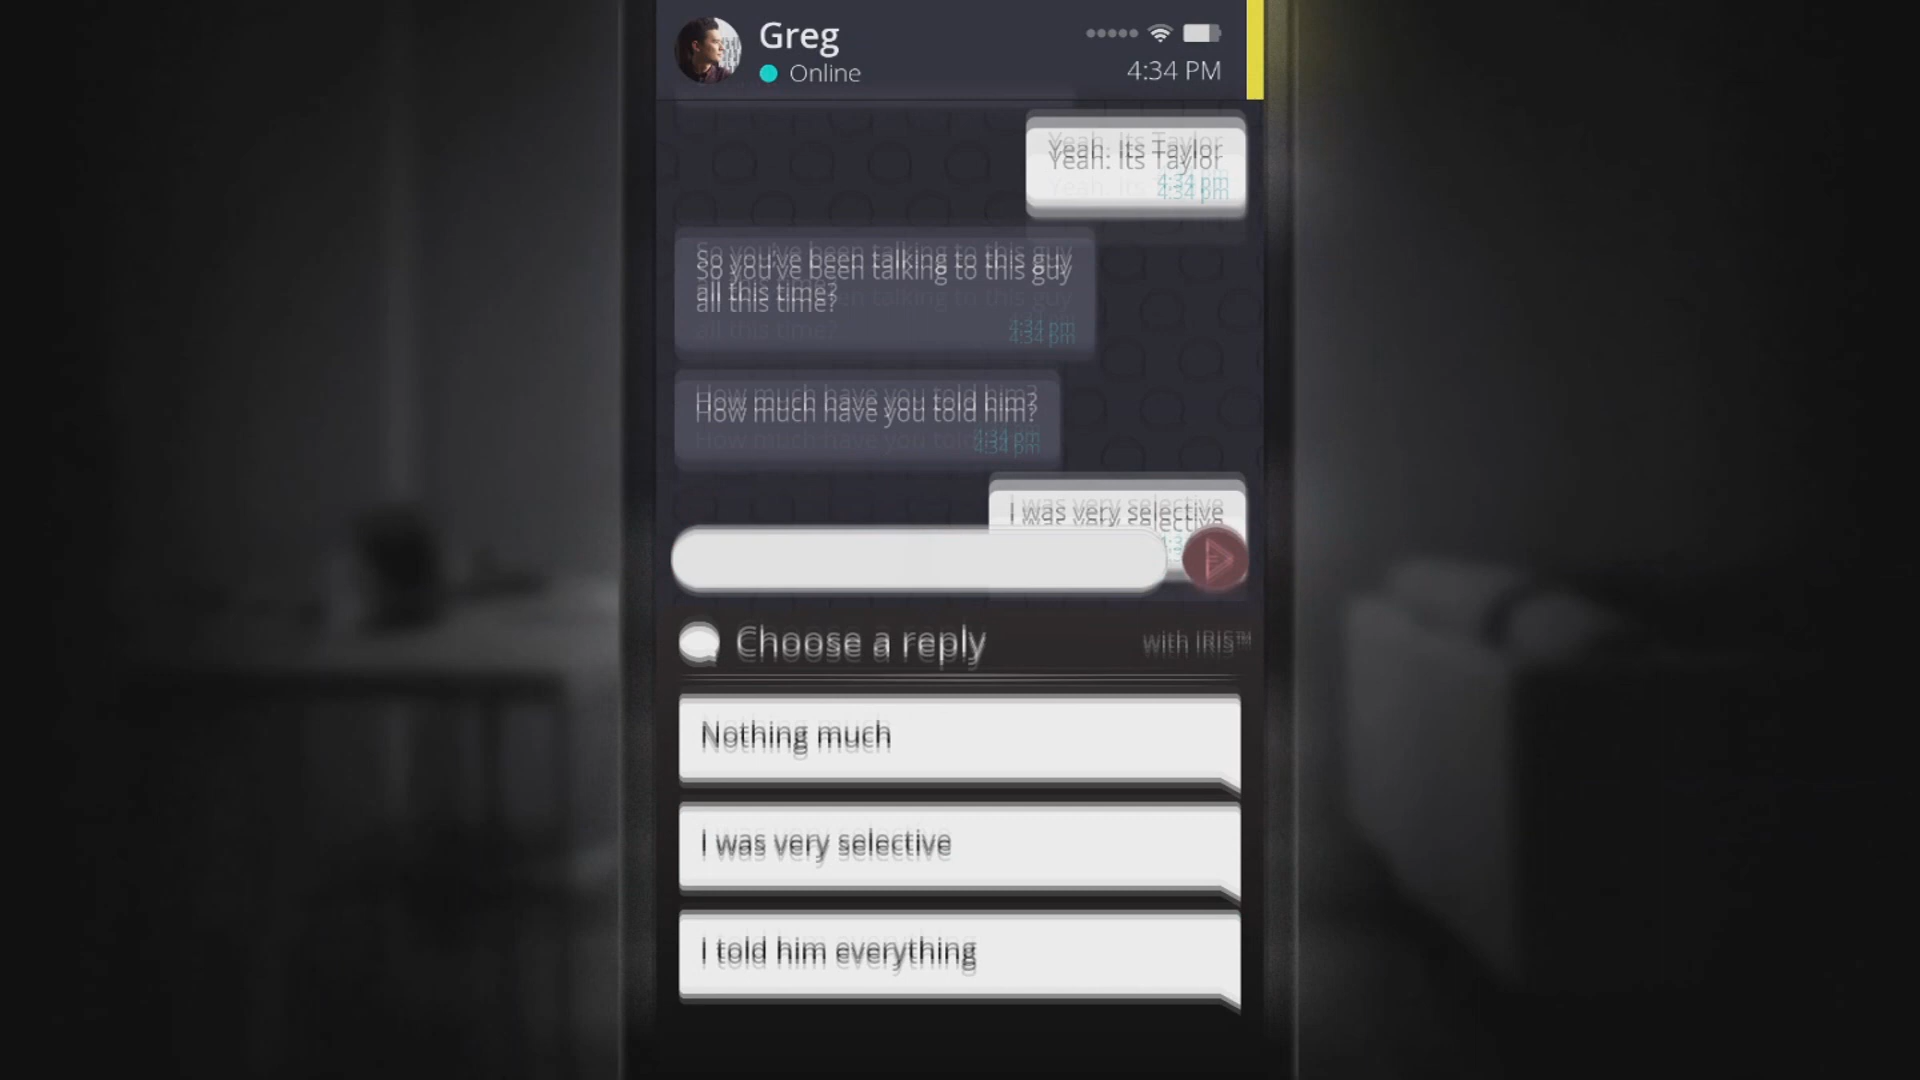 Greg
Online
4:34 PM
Yeah. Its Taylor
4:34 pm
So you've been talking to this guy
all this time?
4:34 pm
How much have you told him?
4:34 pm
I was very selective
Choose a reply
with IRIS™
Nothing much
I was very selective
I told him everything